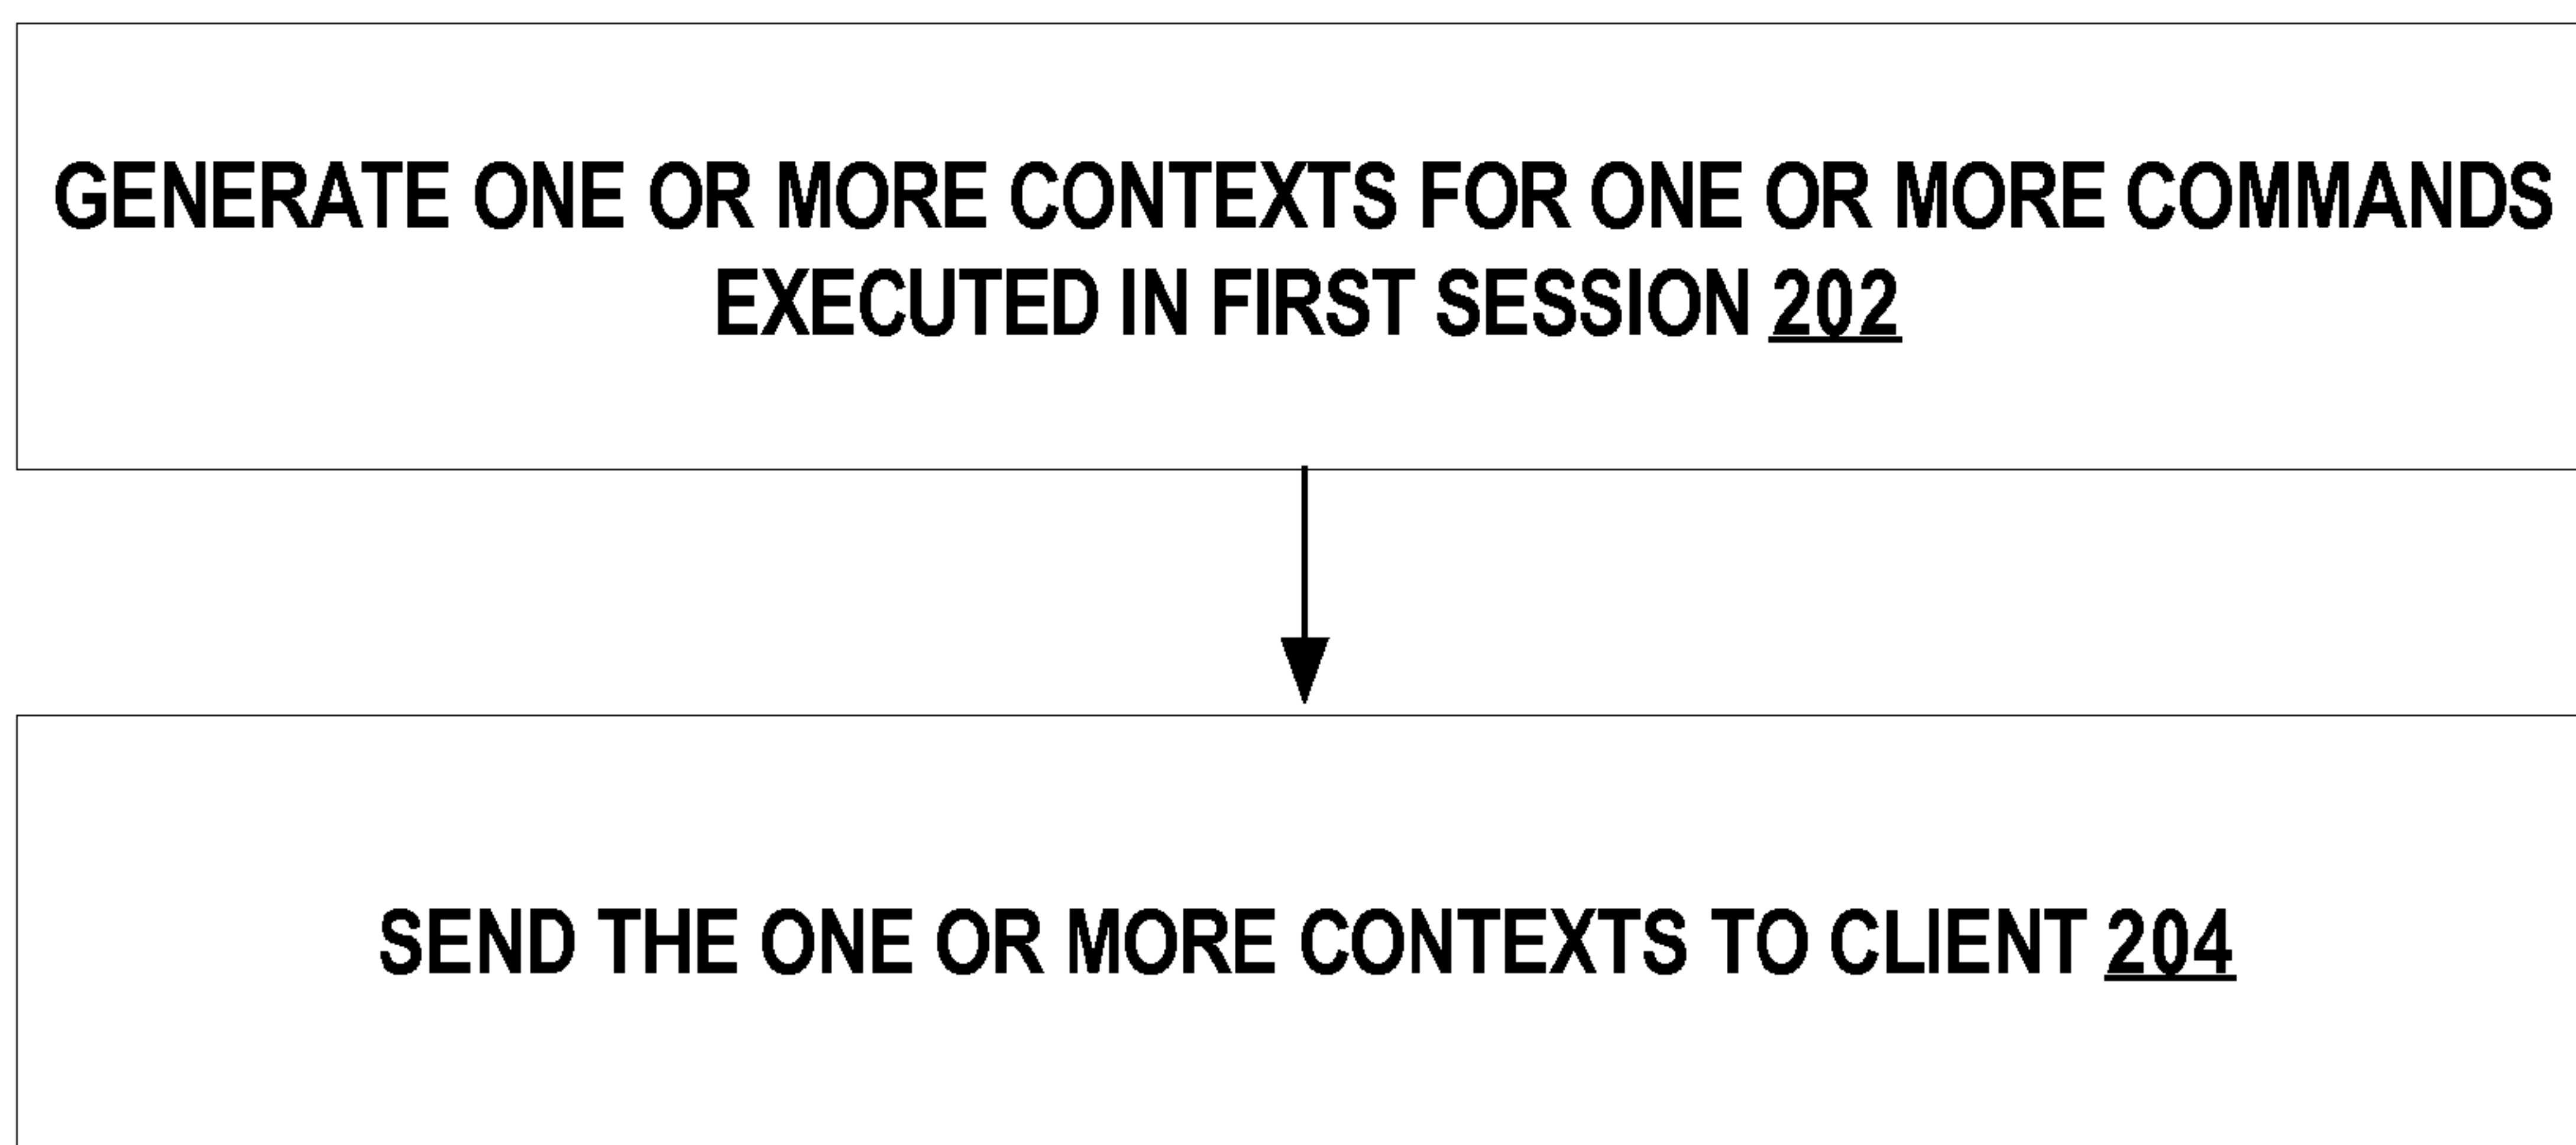 GENERATE ONE OR MORE CONTEXTS FOR ONE OR MORE COMMANDS
EXECUTED IN FIRST SESSION 202
SEND THE ONE OR MORE CONTEXTS TO CLIENT 204